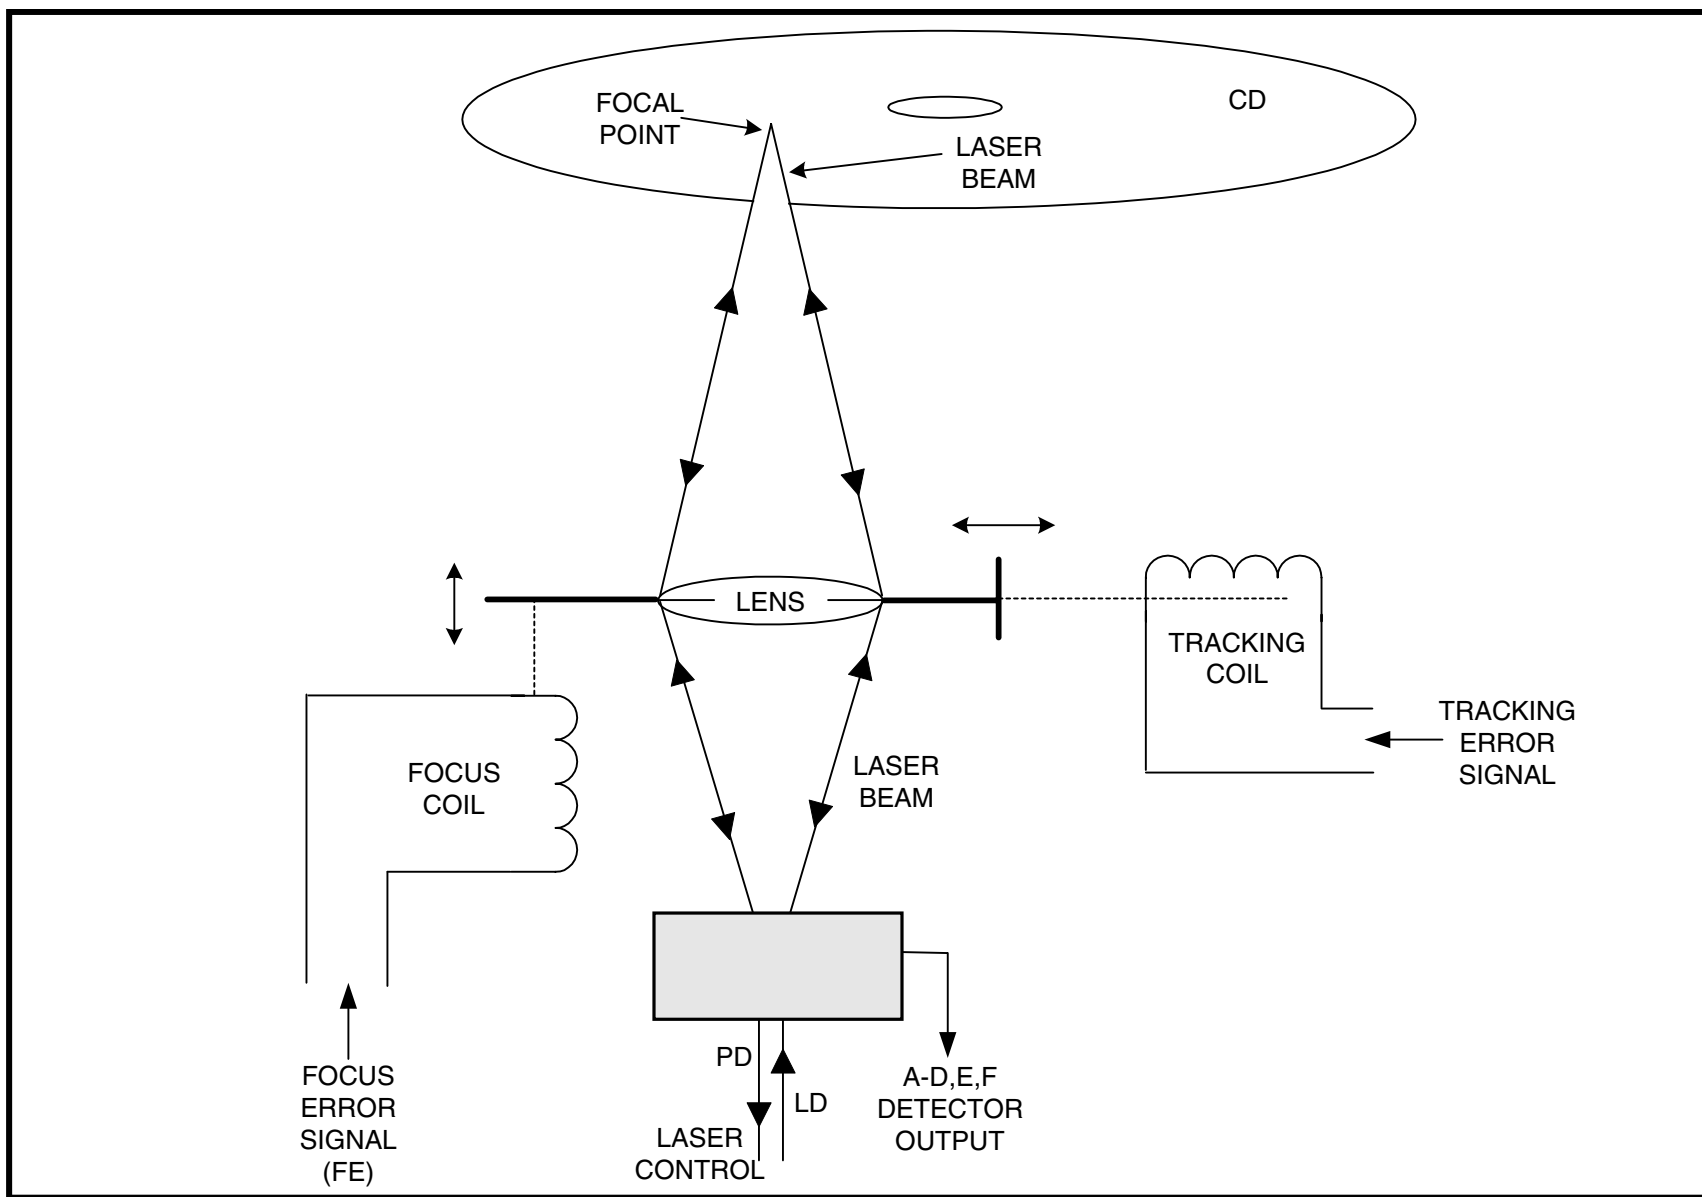 FOCAL
POINT
CD
LASER
BEAM
LENS
TRACKING
COIL
TRACKING
ERROR
SIGNAL
FOCUS
COIL
LASER
BEAM
PD
LD
LASER
CONTROL
A-D,E,F
DETECTOR
OUTPUT
FOCUS
ERROR
SIGNAL
(FE)